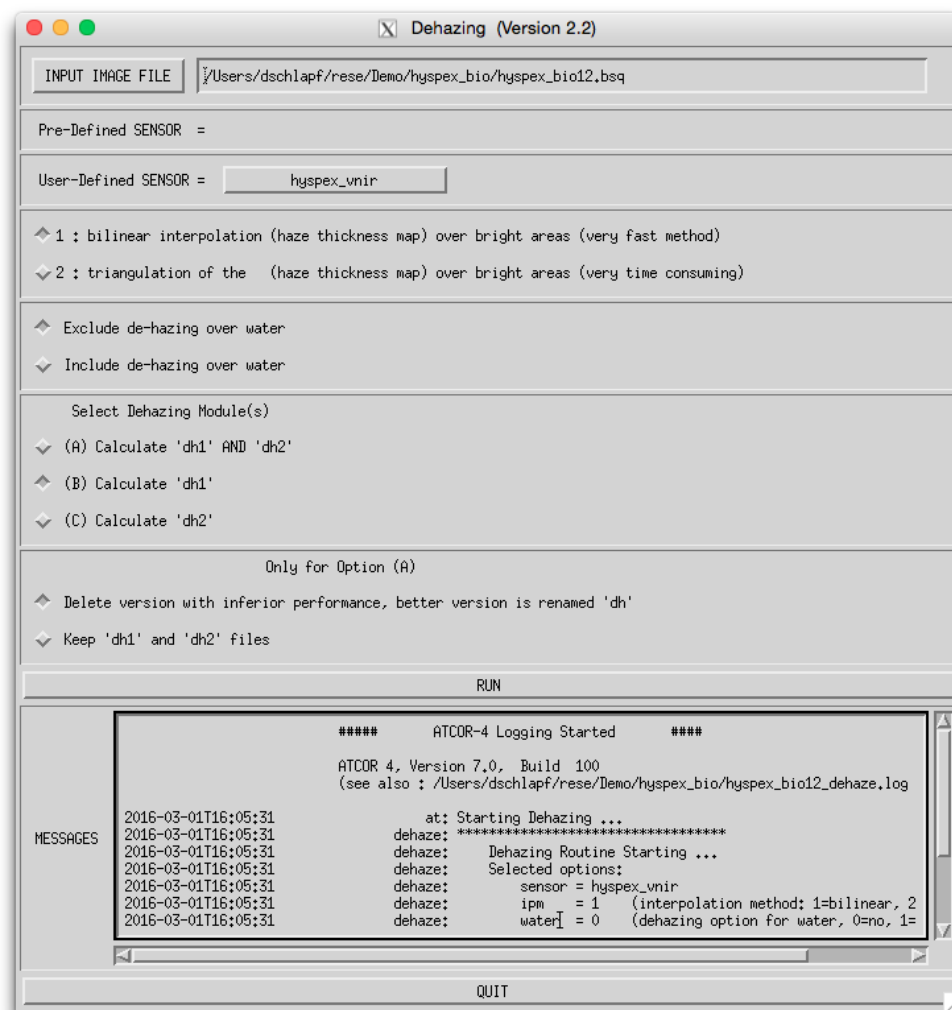 Dehazing (Version 2.2)
INPUT IMAGE FILE /Users/dschlapf/rese/Demo/hyspex_bio/hyspex_bio12.bsq
Pre-Defined SENSOR =
User-Defined SENSOR = hyspex_vnir
1 : bilinear interpolation (haze thickness map) over bright areas (very fast method)
2 : triangulation of the (haze thickness map) over bright areas (very time consuming)
Exclude de-hazing over water
Include de-hazing over water
Select Dehazing Module(s)
(A) Calculate 'dh1' AND 'dh2'
(B) Calculate 'dh1'
(C) Calculate 'dh2'
Only for Option (A)
Delete version with inferior performance, better version is renamed 'dh'
Keep 'dh1' and 'dh2' files
RUN
MESSAGES
##### ATCOR-4 Logging Started ####
ATCOR 4, Version 7.0, Build 100
(see also : /Users/dschlapf/rese/Demo/hyspex_bio/hyspex_bio12_dehaze.log
2016-03-01T16:05:31 at: Starting Dehazing ...
2016-03-01T16:05:31 dehaze: **********************************
2016-03-01T16:05:31 dehaze: Dehazing Routine Starting ...
2016-03-01T16:05:31 dehaze: Selected options:
2016-03-01T16:05:31 dehaze: sensor = hyspex_vnir
2016-03-01T16:05:31 dehaze: ipm = 1 (interpolation method: 1=bilinear, 2
2016-03-01T16:05:31 dehaze: water = 0 (dehazing option for water, 0=no, 1=
QUIT